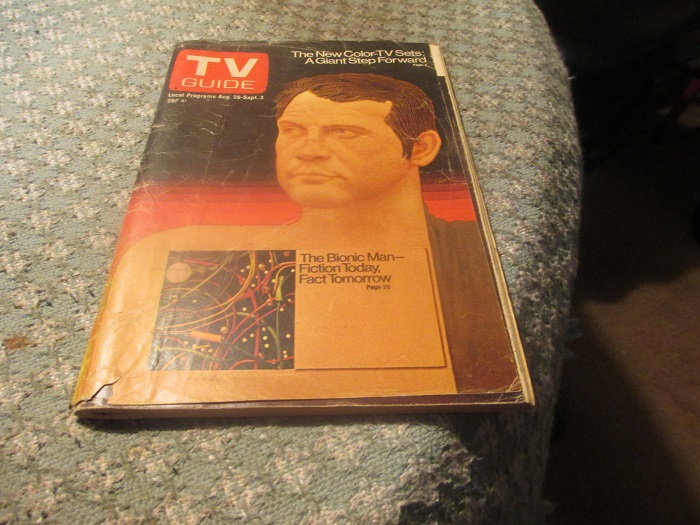 TV
GUIDE
Local Programs Aug. 28-Sept. 3
The New Color-TV Sets:
A Giant Step Forward
The Bionic Man—
Fiction Today,
Fact Tomorrow